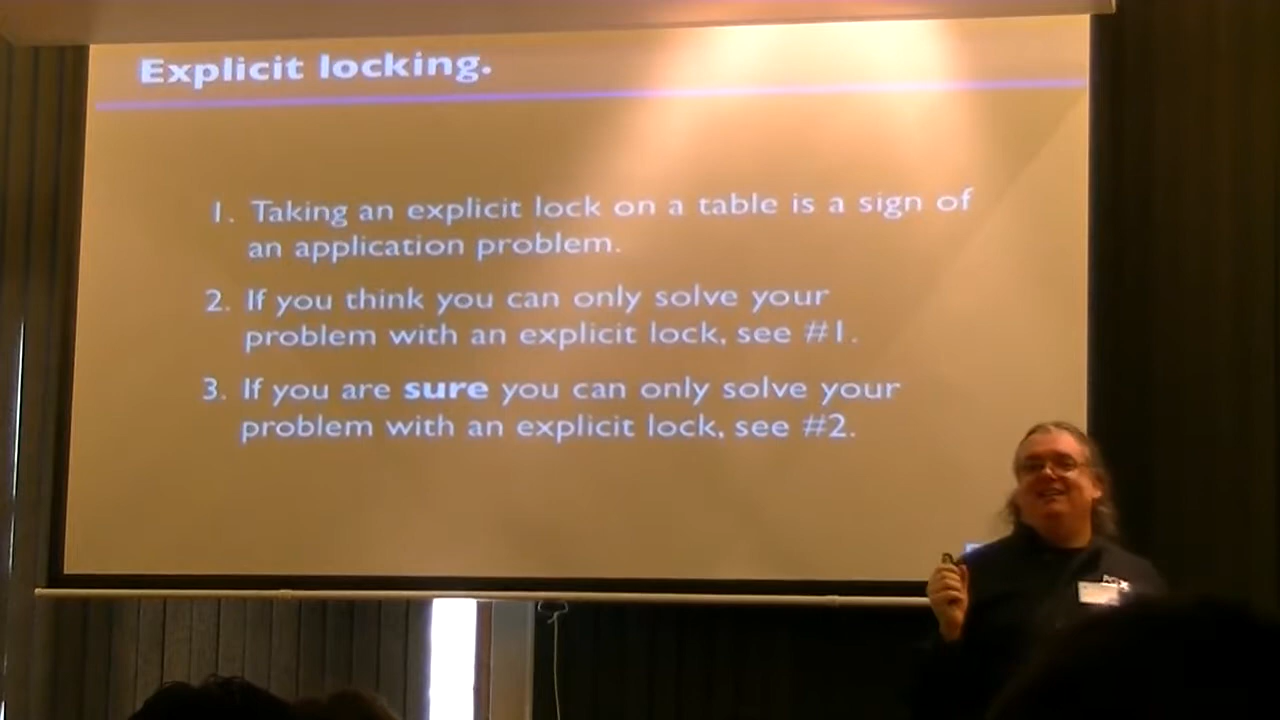 Explicit locking.
1. Taking an explicit lock on a table is a sign of
an application problem.
2. If you think you can only solve your
problem with an explicit lock, see #1.
3. If you are sure you can only solve your
problem with an explicit lock, see #2.